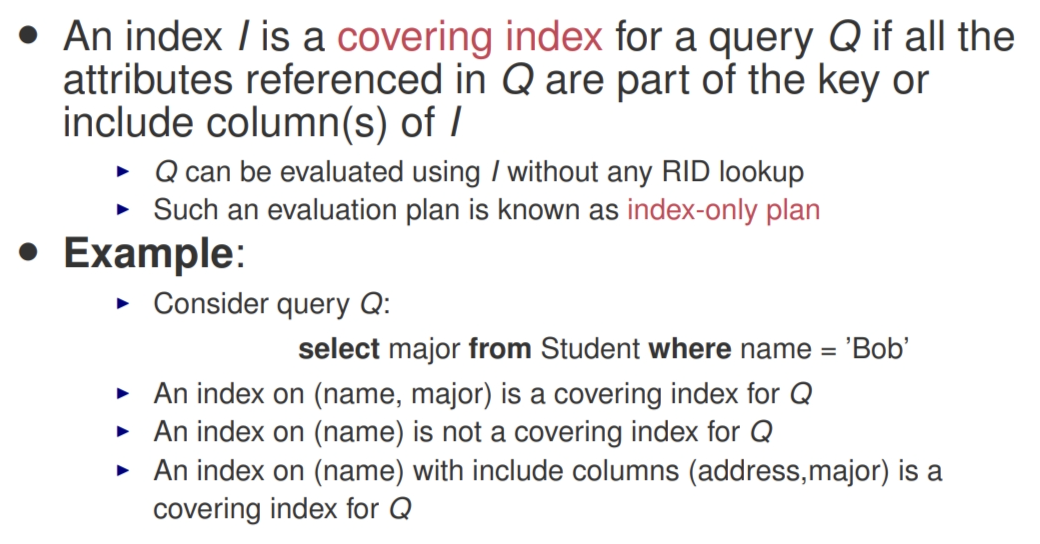 • An index I is a covering index for a query Q if all the
attributes referenced in Q are part of the key or
include column(s) of I
▶ Q can be evaluated using I without any RID lookup
▶ Such an evaluation plan is known as index-only plan
• Example:
▶ Consider query Q:
select major from Student where name = ’Bob’
▶ An index on (name, major) is a covering index for Q
▶ An index on (name) is not a covering index for Q
▶ An index on (name) with include columns (address,major) is a
covering index for Q